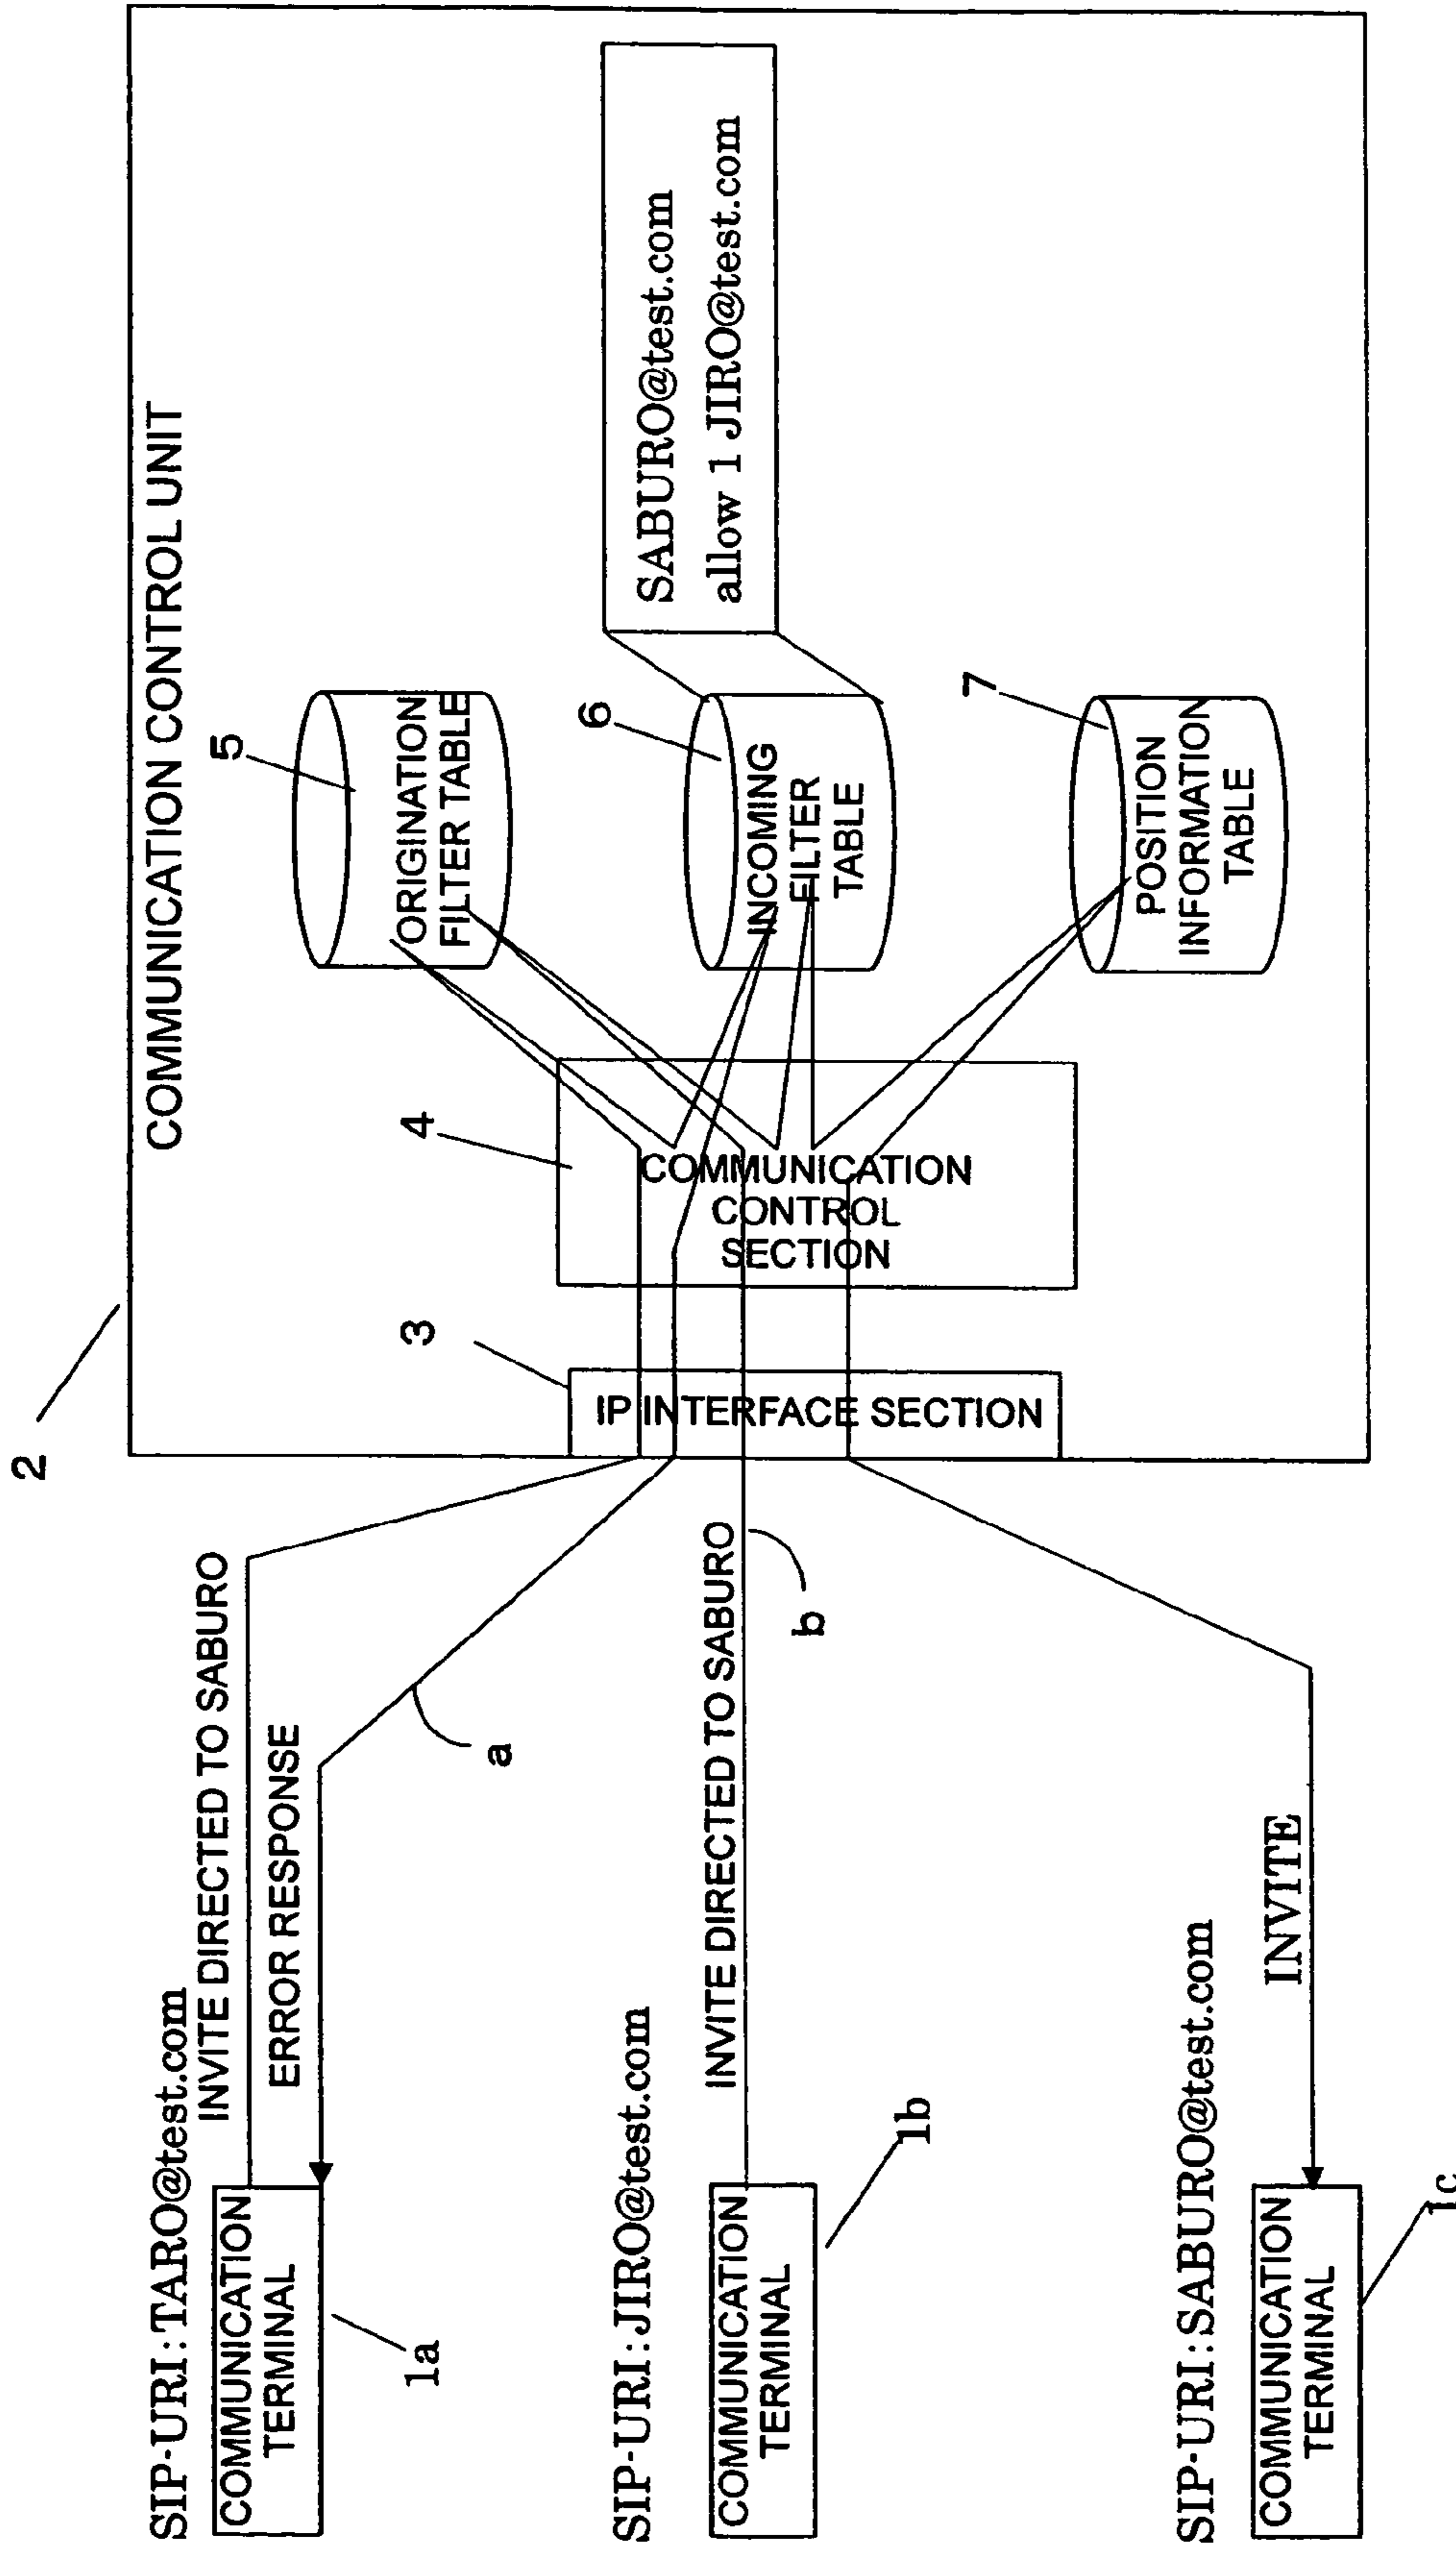 2
COMMUNICATION CONTROL UNIT
SIP-URI:TARO@test.com
INVITE DIRECTED TO SABURO
ERROR RESPONSE
COMMUNICATION
TERMINAL
1a
a
SIP-URI:JIRO@test.com
INVITE DIRECTED TO SABURO
COMMUNICATION
TERMINAL
1b
b
SIP-URI:SABURO@test.com
INVITE
COMMUNICATION
TERMINAL
1c
3
IP INTERFACE SECTION
4
COMMUNICATION
CONTROL
SECTION
5
ORIGINATION
FILTER TABLE
6
INCOMING
FILTER
TABLE
7
POSITION
INFORMATION
TABLE
SABURO@test.com
allow 1 JIRO@test.com